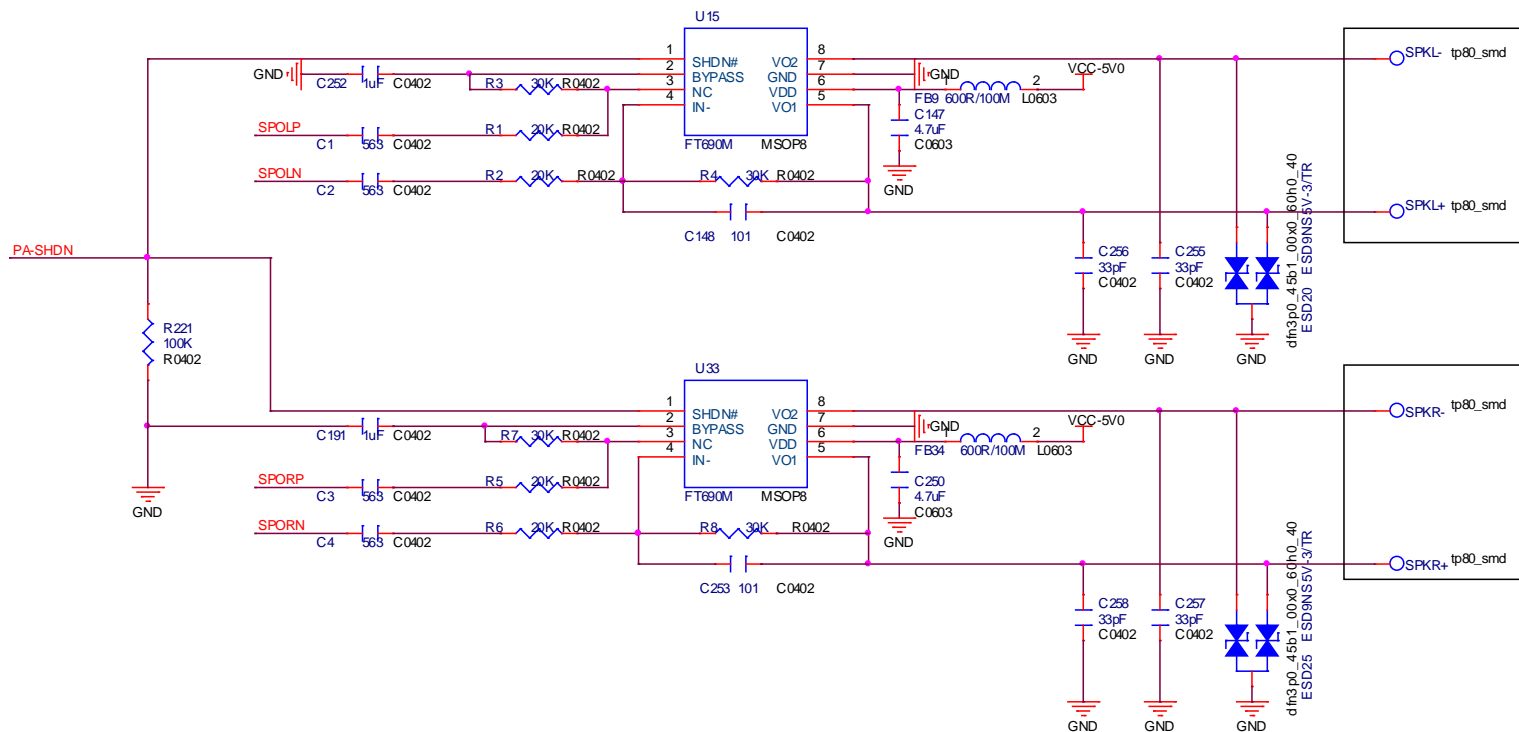 U15
1 SHDN# VO2 8
2 BYPASS GND 7
3 NC VDD 6
4 IN- VO1 5
FT690M MSOP8
GND C252 1uF C0402
R3 30K R0402
SPOLP C1 563 C0402 R1 20K R0402
SPOLN C2 563 C0402 R2 20K R0402
R4 30K R0402
C148 101 C0402
GND
FB9 600R/100M L0603
1 2
VCC-5V0
C147
4.7uF
C0603
GND
SPKL- tp80_smd
SPKL+ tp80_smd
C256
33pF
C0402
GND
C255
33pF
C0402
GND
GND
dfn3p0_45b1_00x0_60h0_40
ESD20 ESD9NS5V-3/TR
PA-SHDN
R221
100K
R0402
GND
U33
1 SHDN# VO2 8
2 BYPASS GND 7
3 NC VDD 6
4 IN- VO1 5
FT690M MSOP8
C191 1uF C0402
R7 30K R0402
SPORP C3 563 C0402 R5 20K R0402
SPORN C4 563 C0402 R6 20K R0402
R8 30K R0402
C253 101 C0402
GND
FB34 600R/100M L0603
1 2
VCC-5V0
C250
4.7uF
C0603
GND
SPKR- tp80_smd
SPKR+ tp80_smd
C258
33pF
C0402
GND
C257
33pF
C0402
GND
GND
dfn3p0_45b1_00x0_60h0_40
ESD25 ESD9NS5V-3/TR